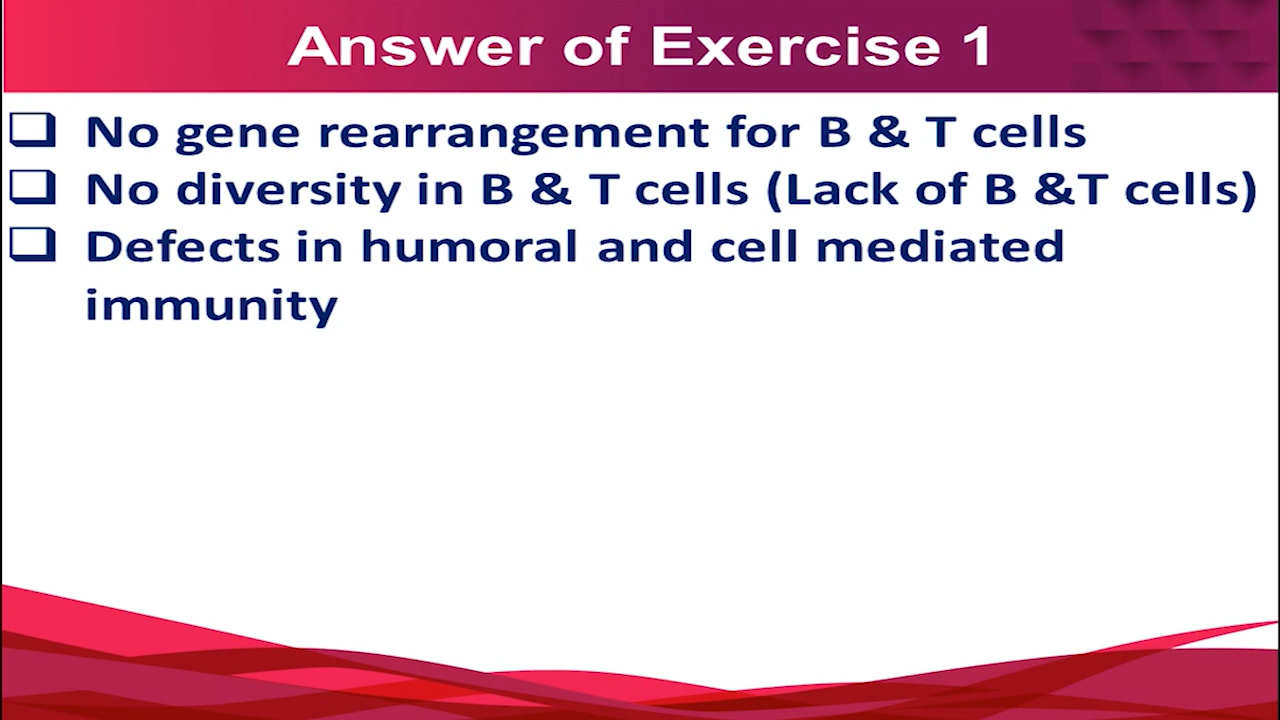 Answer of Exercise 1
❑ No gene rearrangement for B & T cells
❑ No diversity in B & T cells (Lack of B &T cells)
❑ Defects in humoral and cell mediated
immunity